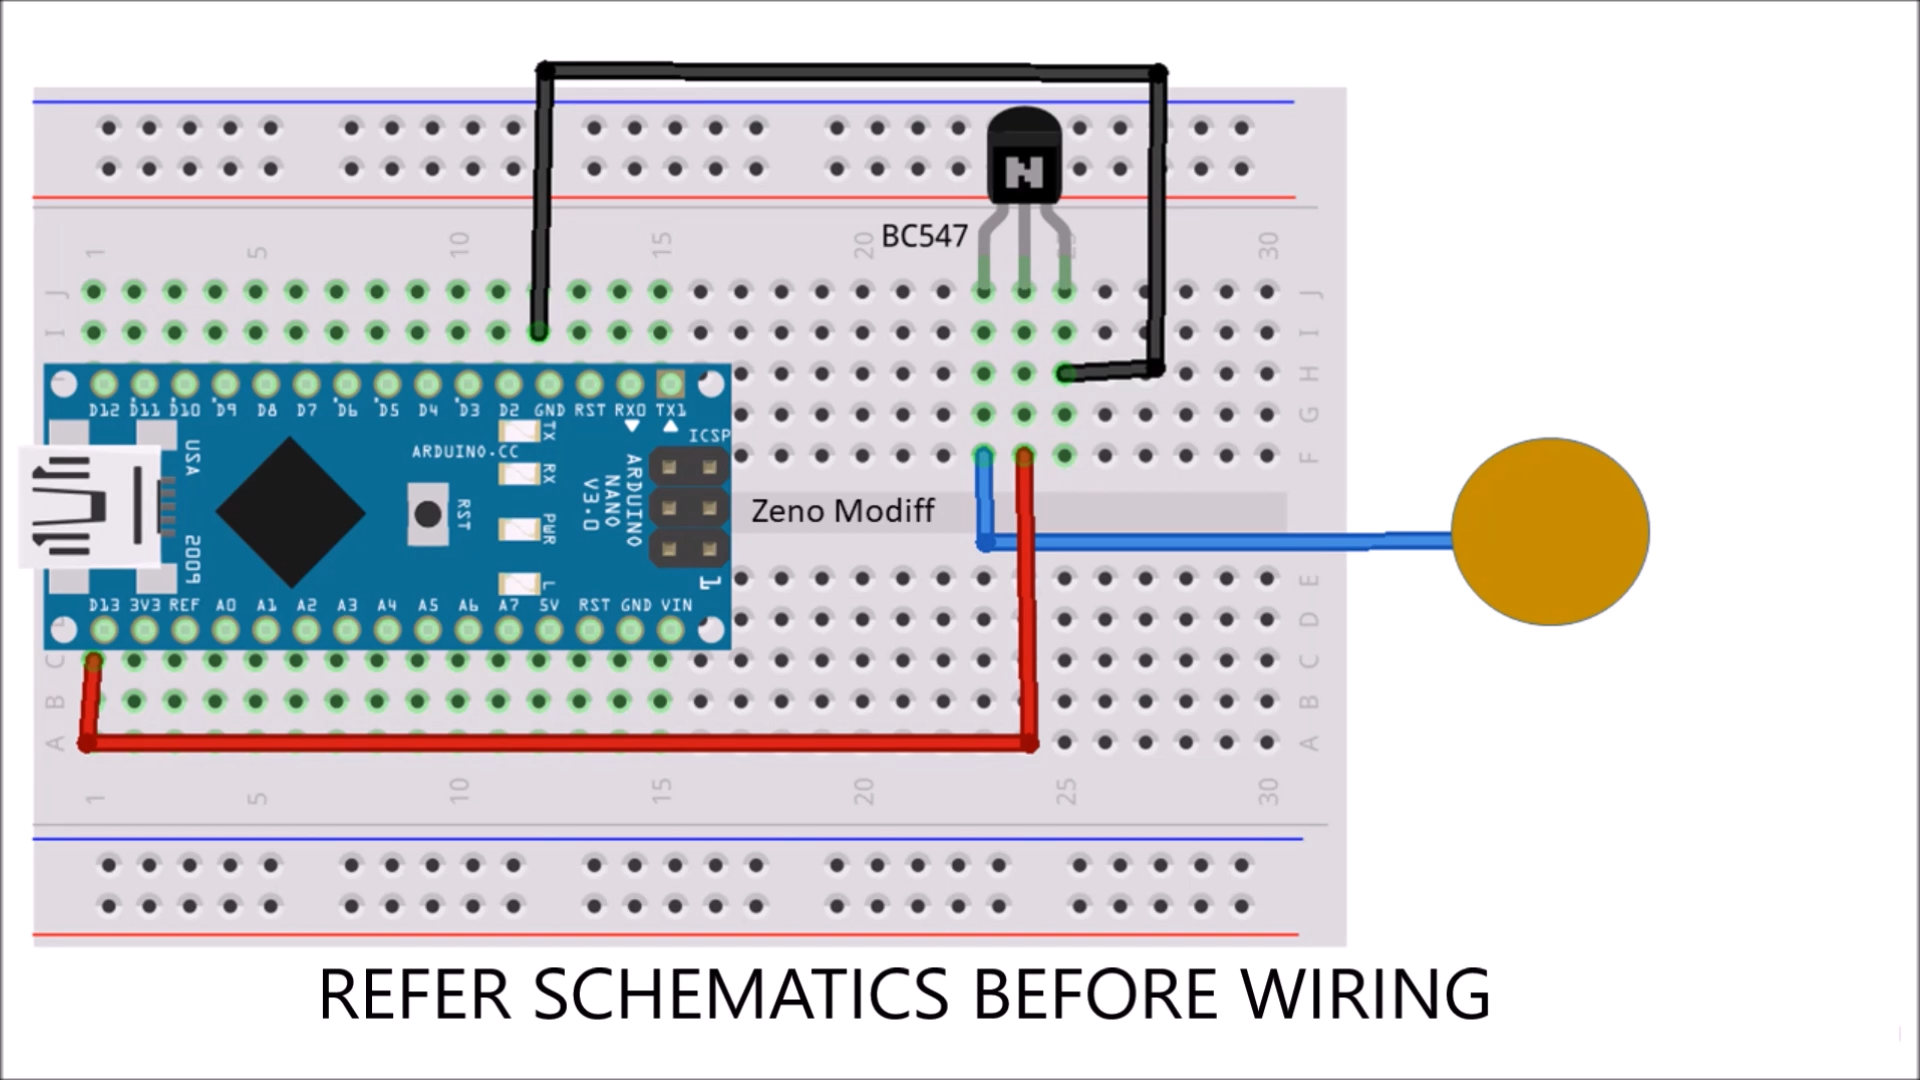 N
1 5 10 15 20 25 30
BC547
J J
I I
H
G
F
D12 D11 D10 D9 D8 D7 D6 D5 D4 D3 D2 GND RST RX0 TX1
ICSP
TX
ARDUINO.CC
RX
USA
RST
ARDUINO
NANO
V3.0
Zeno Modiff
PWR
2009
L
1
D13 3V3 REF A0 A1 A2 A3 A4 A5 A6 A7 5V RST GND VIN
E
D
C C
B B
A A
1 5 10 15 20 25 30
REFER SCHEMATICS BEFORE WIRING